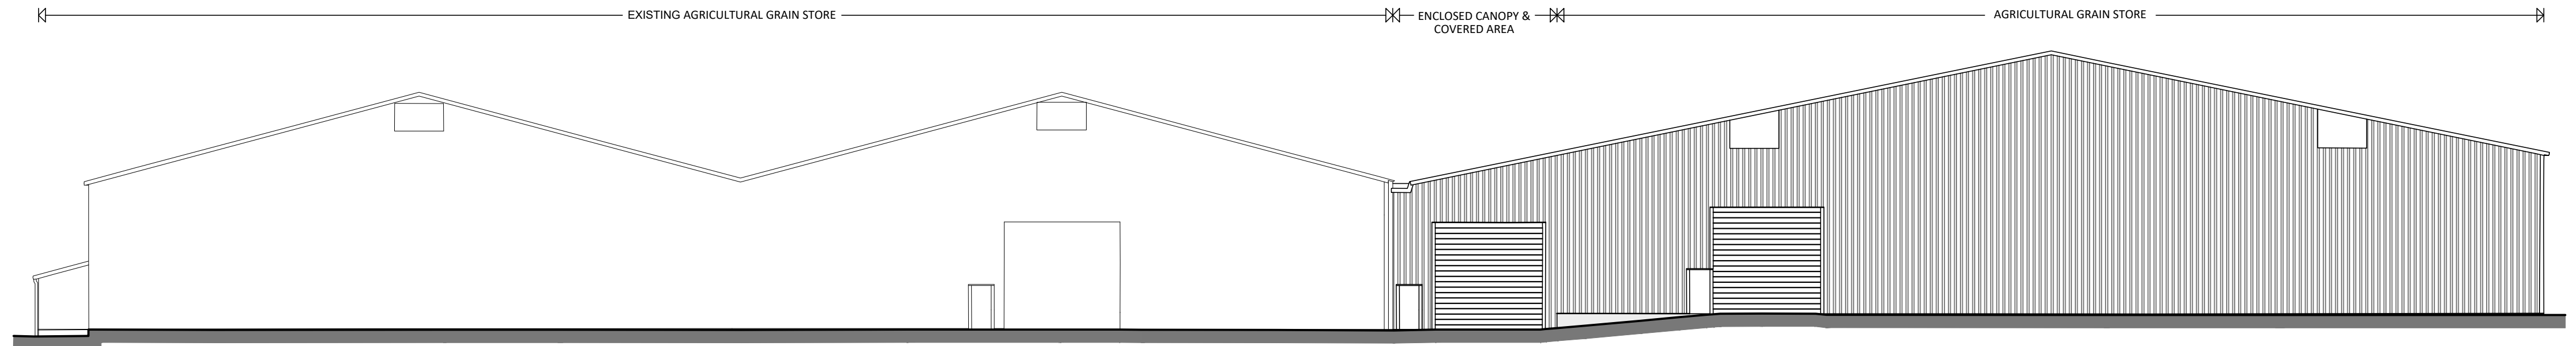 EXISTING AGRICULTURAL GRAIN STORE
ENCLOSED CANOPY &
COVERED AREA
AGRICULTURAL GRAIN STORE